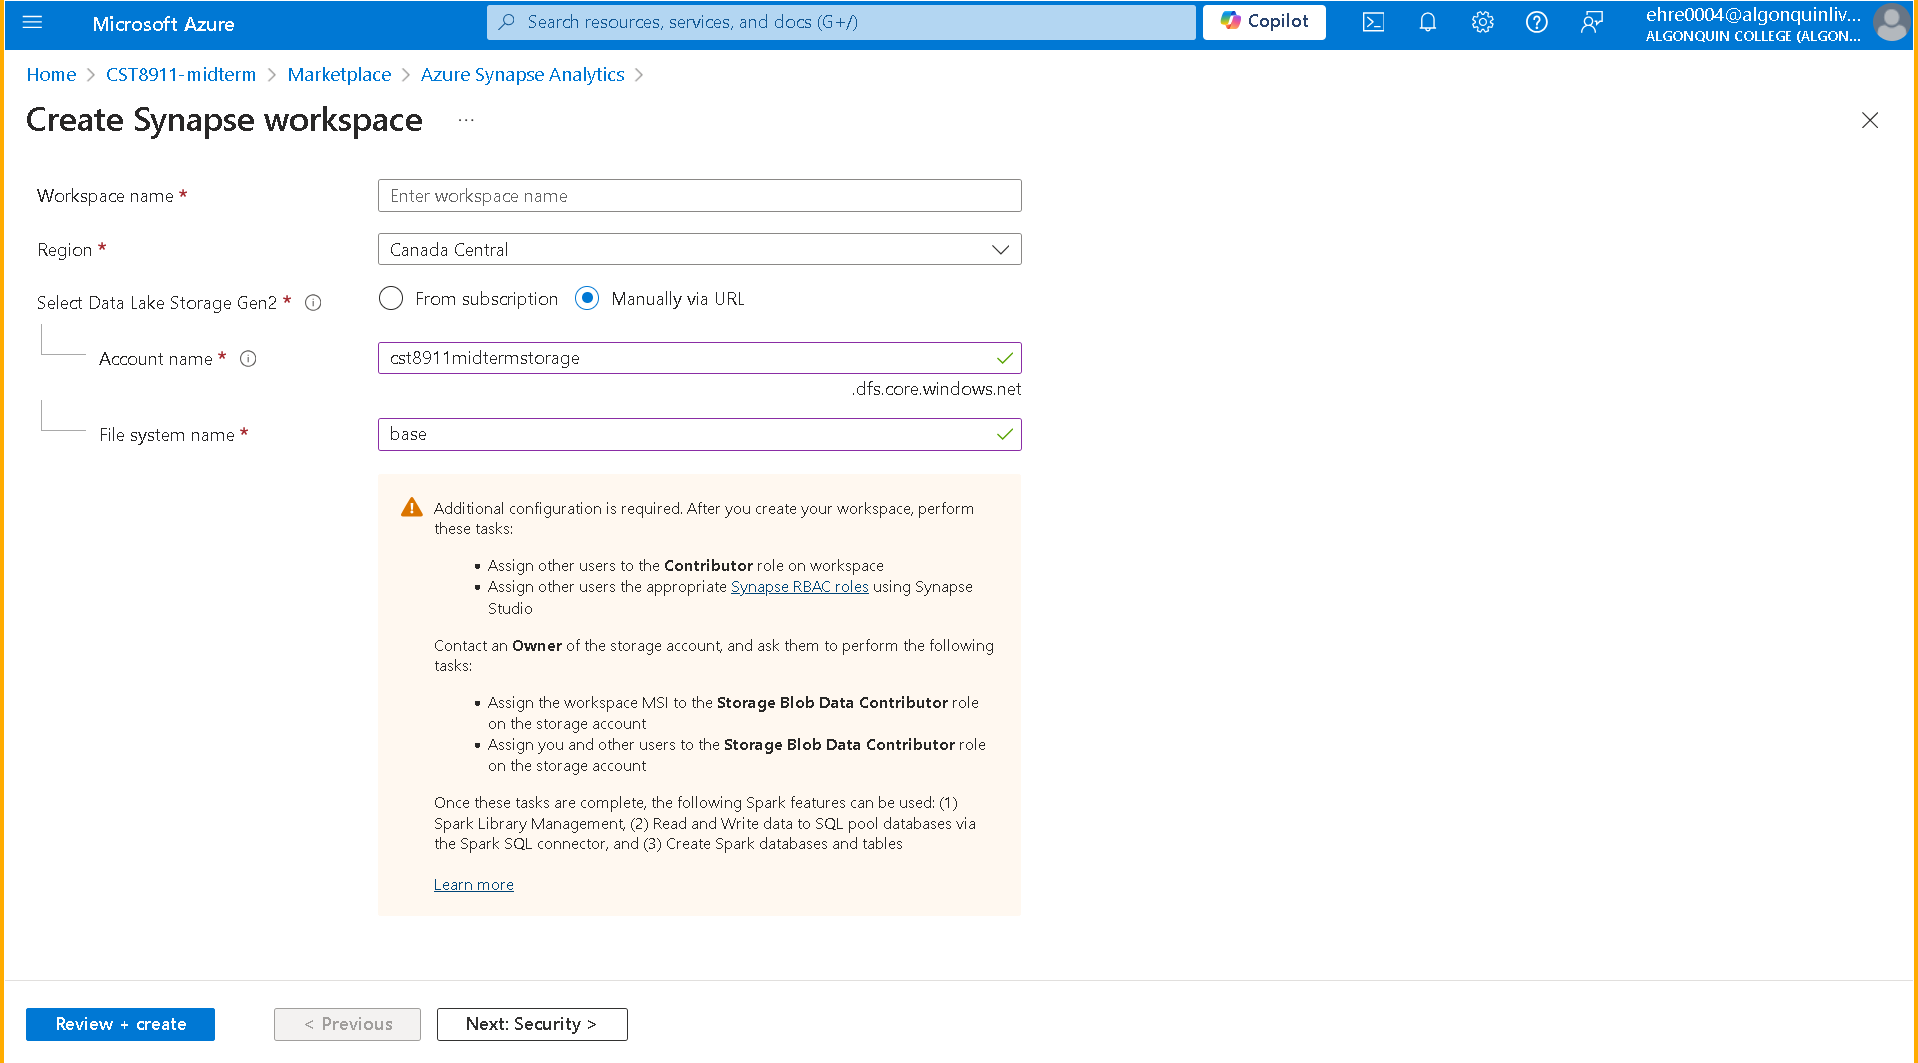 Microsoft Azure
Search resources, services, and docs (G+/)
Copilot
ehre0004@algonquinliv...
ALGONQUIN COLLEGE (ALGON...
Home > CST8911-midterm > Marketplace > Azure Synapse Analytics >
Create Synapse workspace ...
Workspace name *
Enter workspace name
Region *
Canada Central
Select Data Lake Storage Gen2 *
From subscription
Manually via URL
Account name *
cst8911midtermstorage
.dfs.core.windows.net
File system name *
base
Additional configuration is required. After you create your workspace, perform
these tasks:
• Assign other users to the Contributor role on workspace
• Assign other users the appropriate Synapse RBAC roles using Synapse
Studio
Contact an Owner of the storage account, and ask them to perform the following
tasks:
• Assign the workspace MSI to the Storage Blob Data Contributor role
on the storage account
• Assign you and other users to the Storage Blob Data Contributor role
on the storage account
Once these tasks are complete, the following Spark features can be used: (1)
Spark Library Management, (2) Read and Write data to SQL pool databases via
the Spark SQL connector, and (3) Create Spark databases and tables
Learn more
Review + create
< Previous
Next: Security >